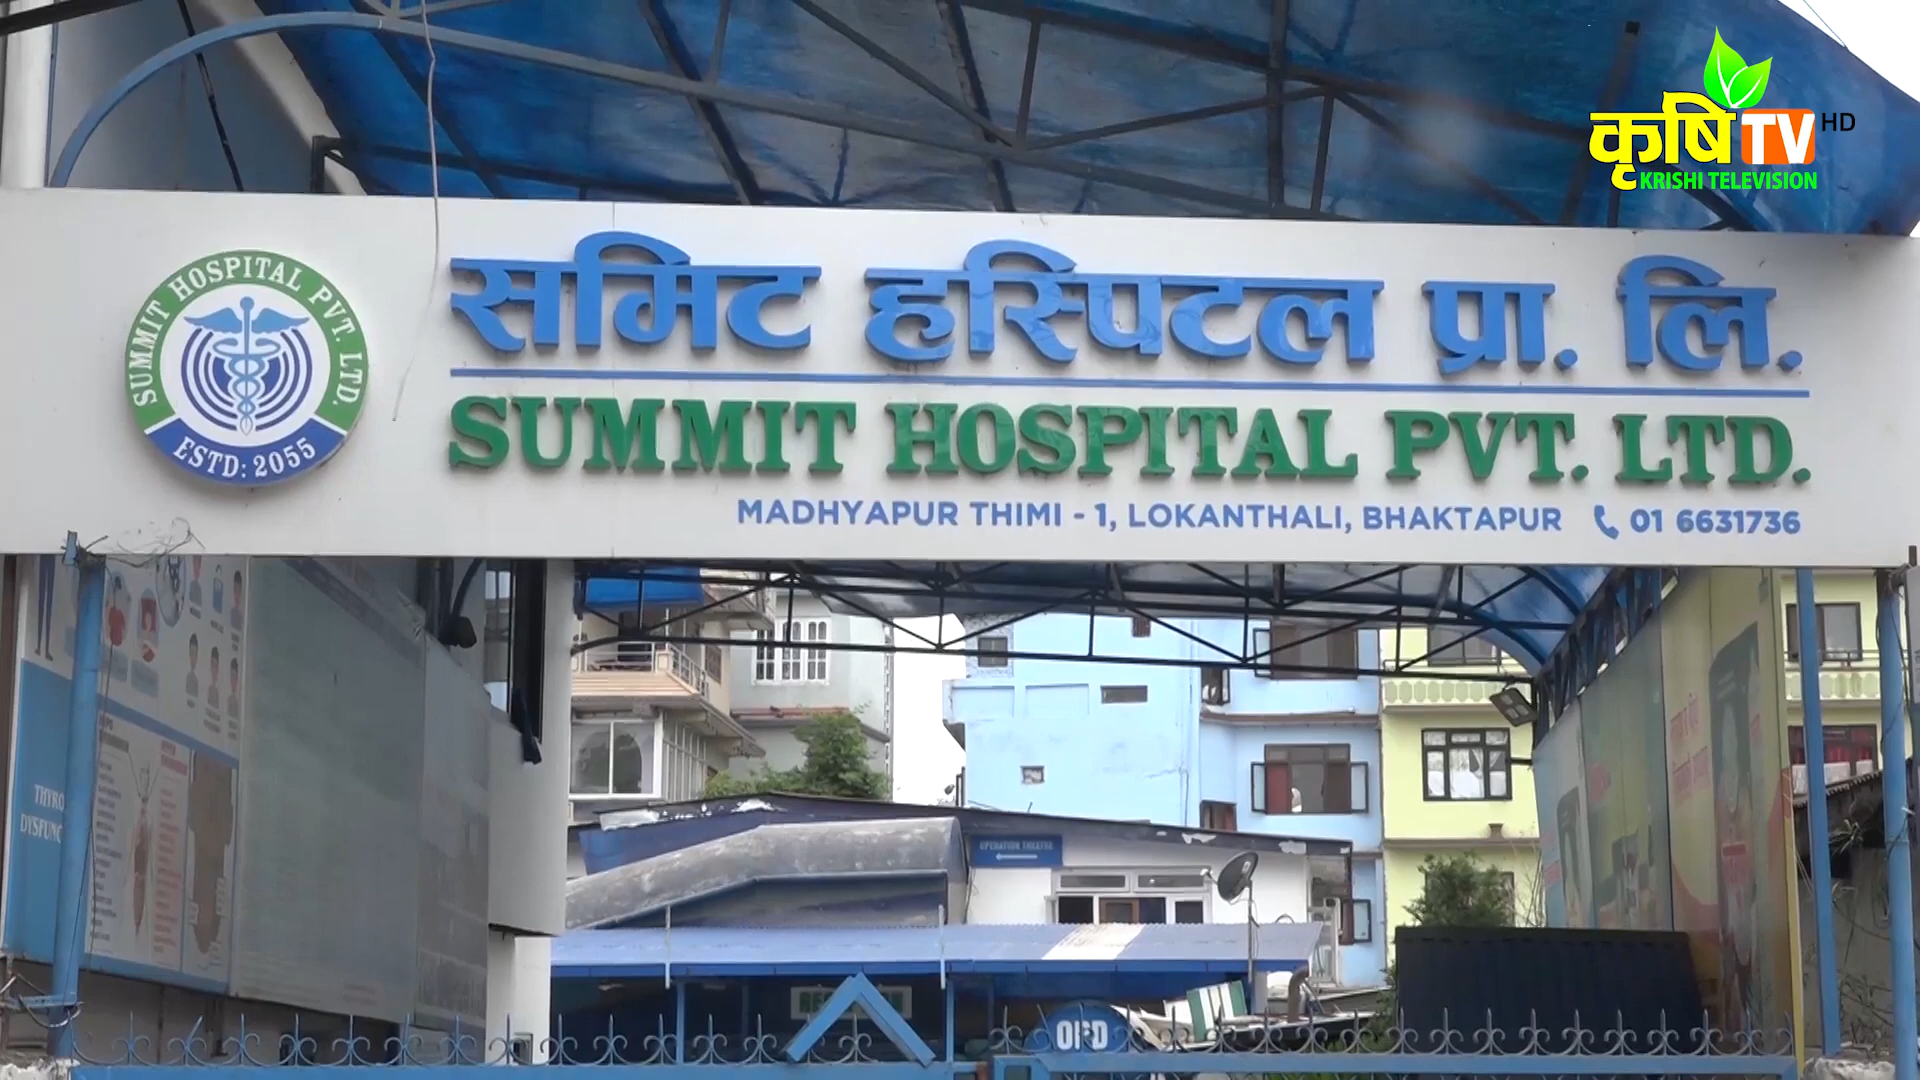 कृषि TV HD
KRISHI TELEVISION
SUMMIT HOSPITAL PVT. LTD.
ESTD: 2055
समिट हस्पिटल प्रा. लि.
SUMMIT HOSPITAL PVT. LTD.
MADHYAPUR THIMI - 1, LOKANTHALI, BHAKTAPUR 01 6631736
OPERATION THEATRE
OPD